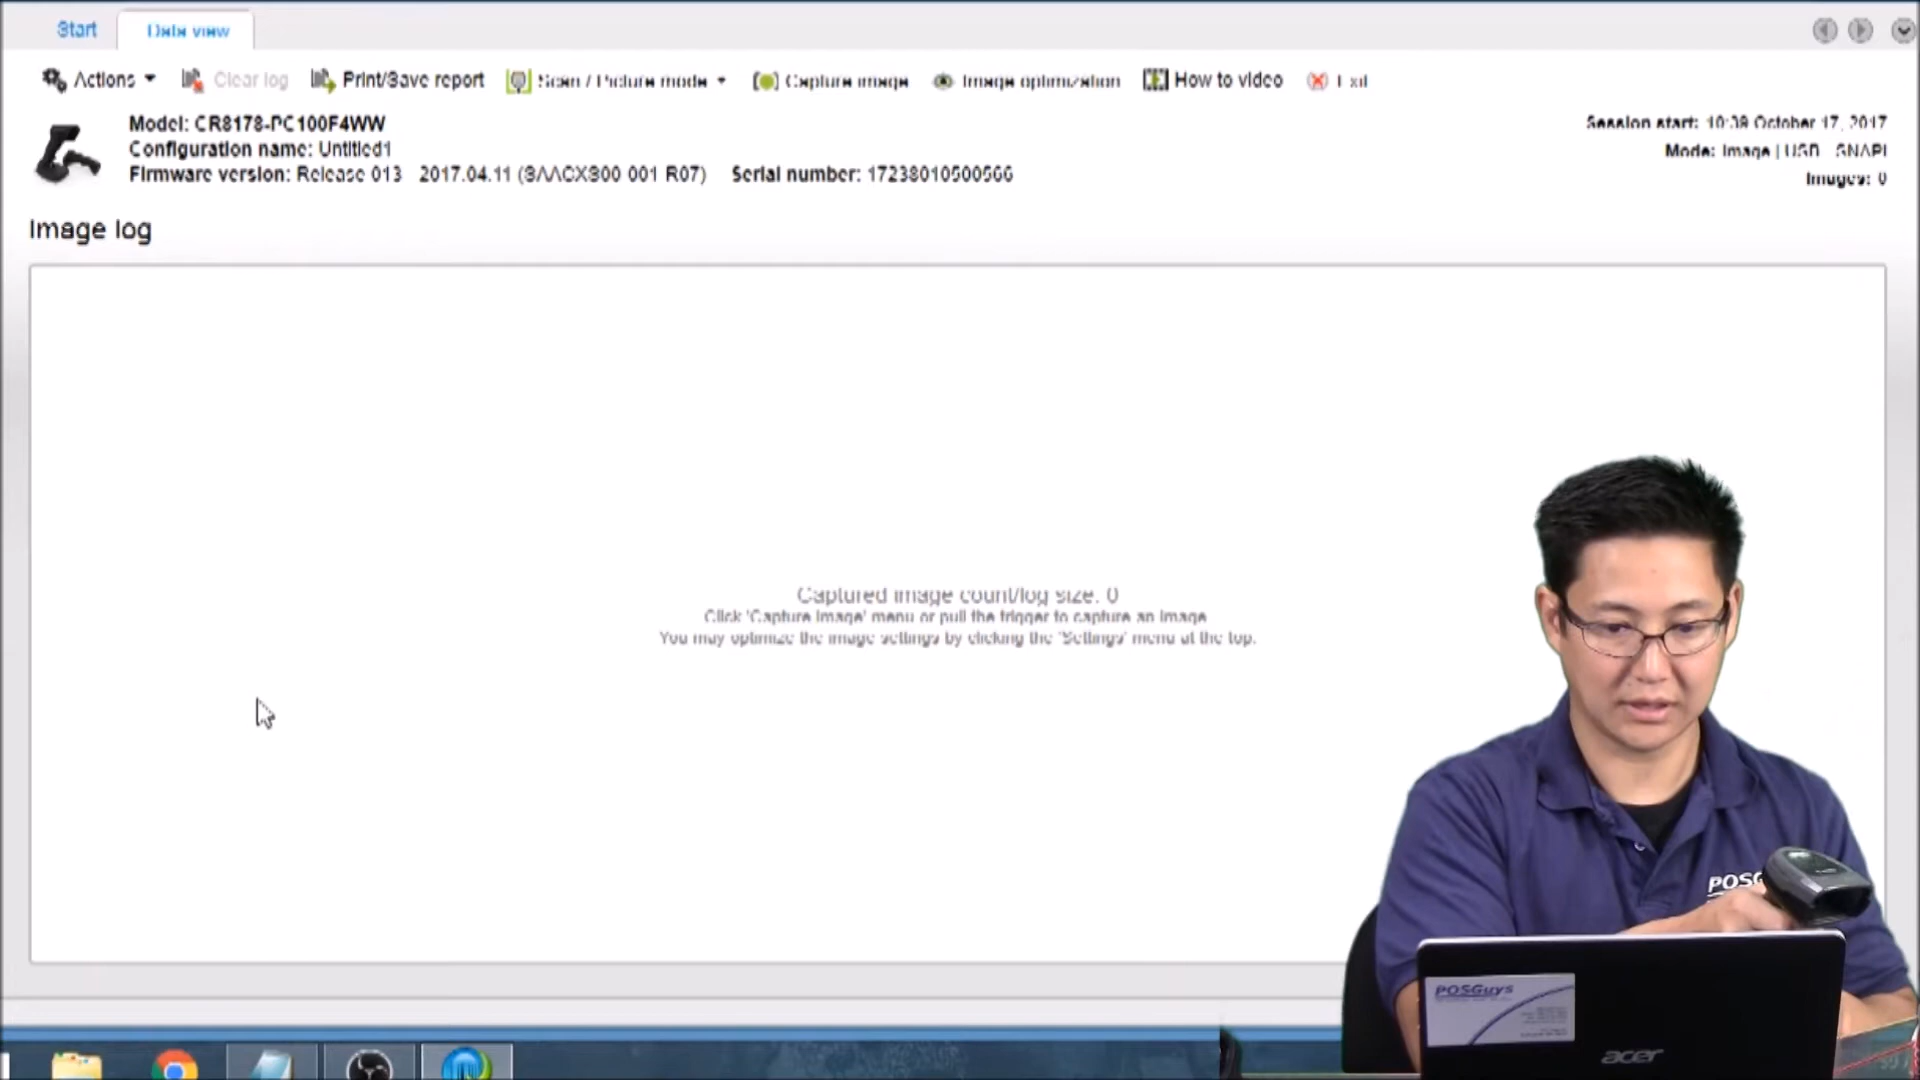 Start
Data view
Actions
Clear log
Print/Save report
Scan / Picture mode
Capture image
Image optimization
How to video
Exit
Model: CR8178-PC100F4WW
Configuration name: Untitled1
Firmware version: Release 013 2017.04.11
Serial number: 17238010500566
Session start: 10:39 October 17, 2017
Mode: Image | USB - SNAPI
Images: 0
Image log
Captured image count/log size: 0
Click 'Capture Image' menu or pull the trigger to capture an image
You may optimize the image settings by clicking the 'Settings' menu at the top.
POSG
POSGuys
acer